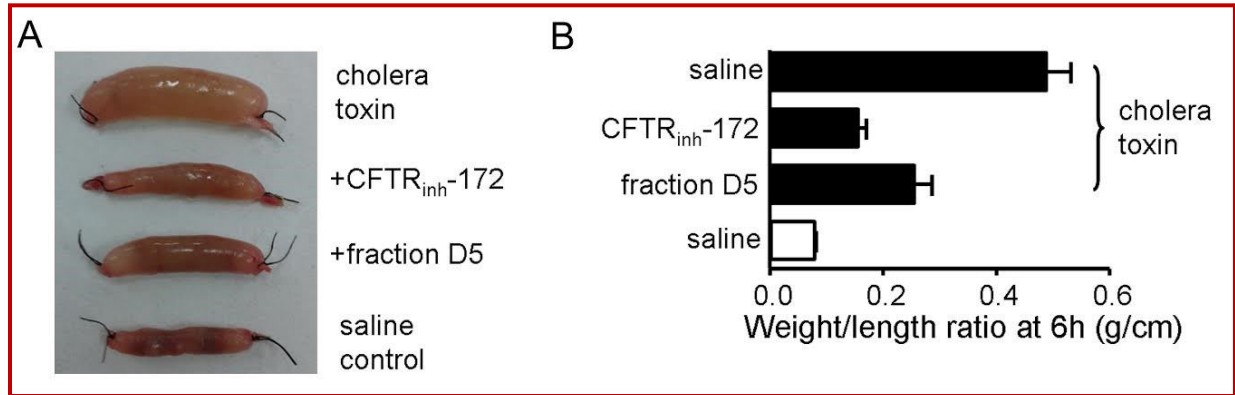 A
cholera
toxin
+CFTRinh-172
+fraction D5
saline
control
B
saline
CFTRinh-172
fraction D5
saline
cholera
toxin
0.0 0.2 0.4 0.6
Weight/length ratio at 6h (g/cm)